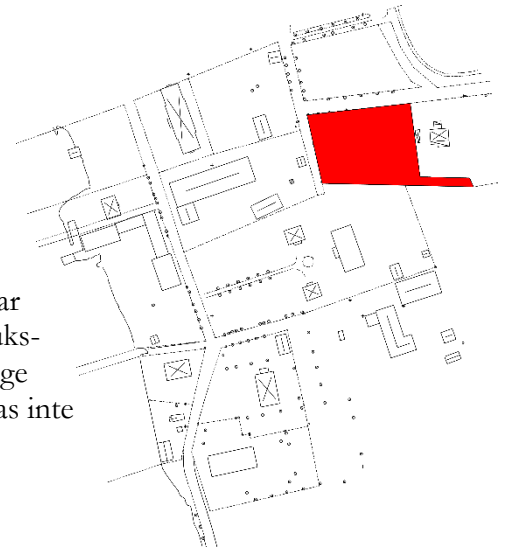 ar
aks-
ge
as inte